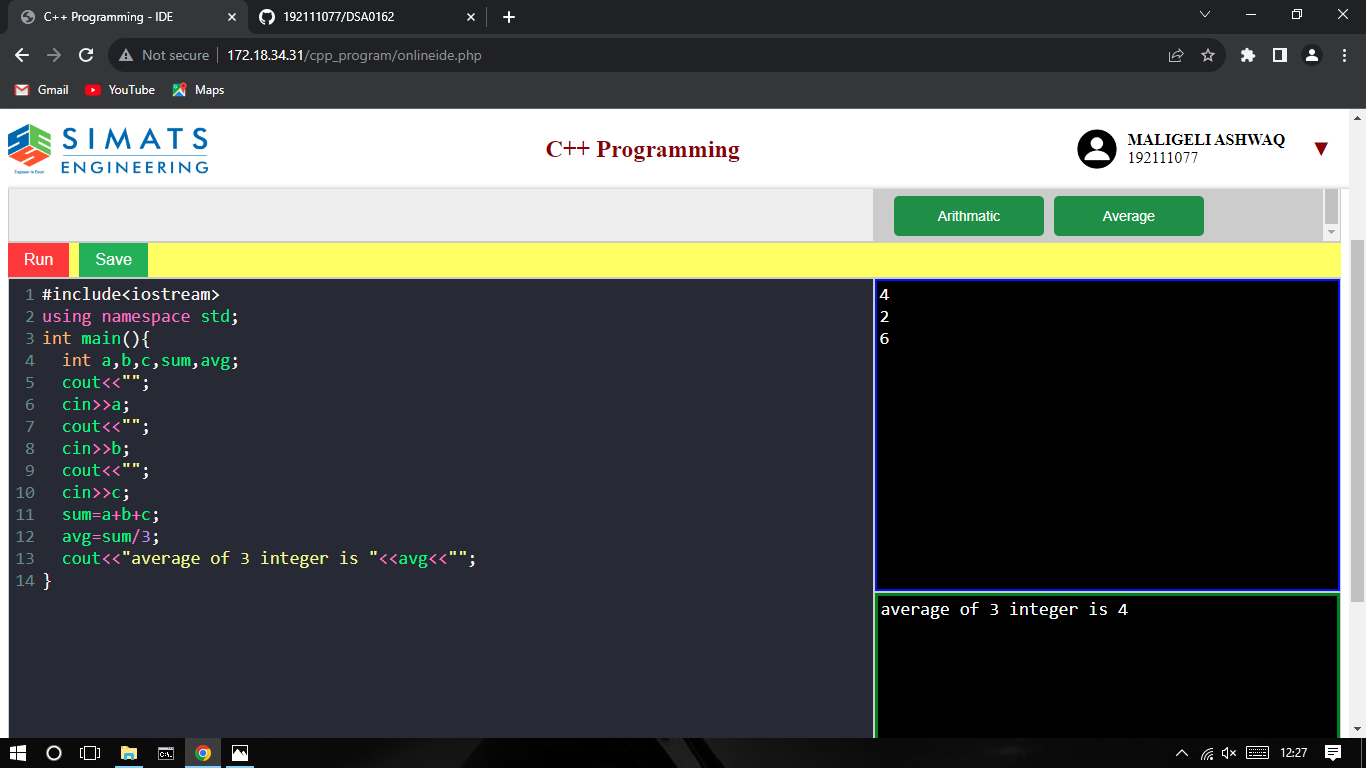 C++ Programming - IDE
192111077/DSA0162
Not secure
172.18.34.31/cpp_program/onlineide.php
Gmail
YouTube
Maps
SIMATS
ENGINEERING
Engineer to Excel
C++ Programming
MALIGELI ASHWAQ
192111077
Arithmatic
Average
Run
Save
1 #include<iostream>
2 using namespace std;
3 int main(){
4 int a,b,c,sum,avg;
5 cout<<"";
6 cin>>a;
7 cout<<"";
8 cin>>b;
9 cout<<"";
10 cin>>c;
11 sum=a+b+c;
12 avg=sum/3;
13 cout<<"average of 3 integer is "<<avg<<"";
14 }
4
2
6
average of 3 integer is 4
C:\.
12:27